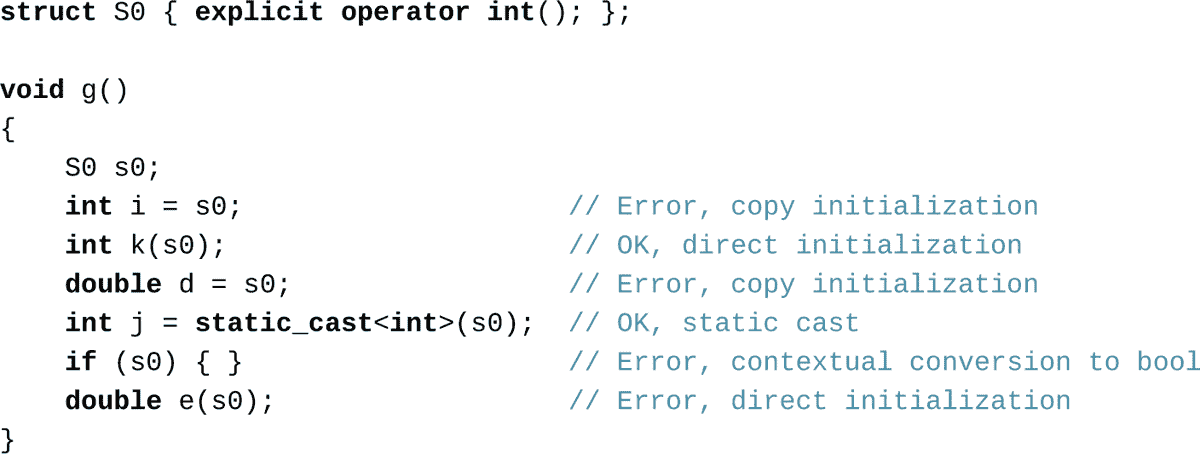 struct S0 { explicit operator int(); };
void g()
{
    S0 s0;
    int i = s0;                    // Error, copy initialization
    int k(s0);                     // OK, direct initialization
    double d = s0;                 // Error, copy initialization
    int j = static_cast<int>(s0);  // OK, static cast
    if (s0) { }                    // Error, contextual conversion to bool
    double e(s0);                  // Error, direct initialization
}